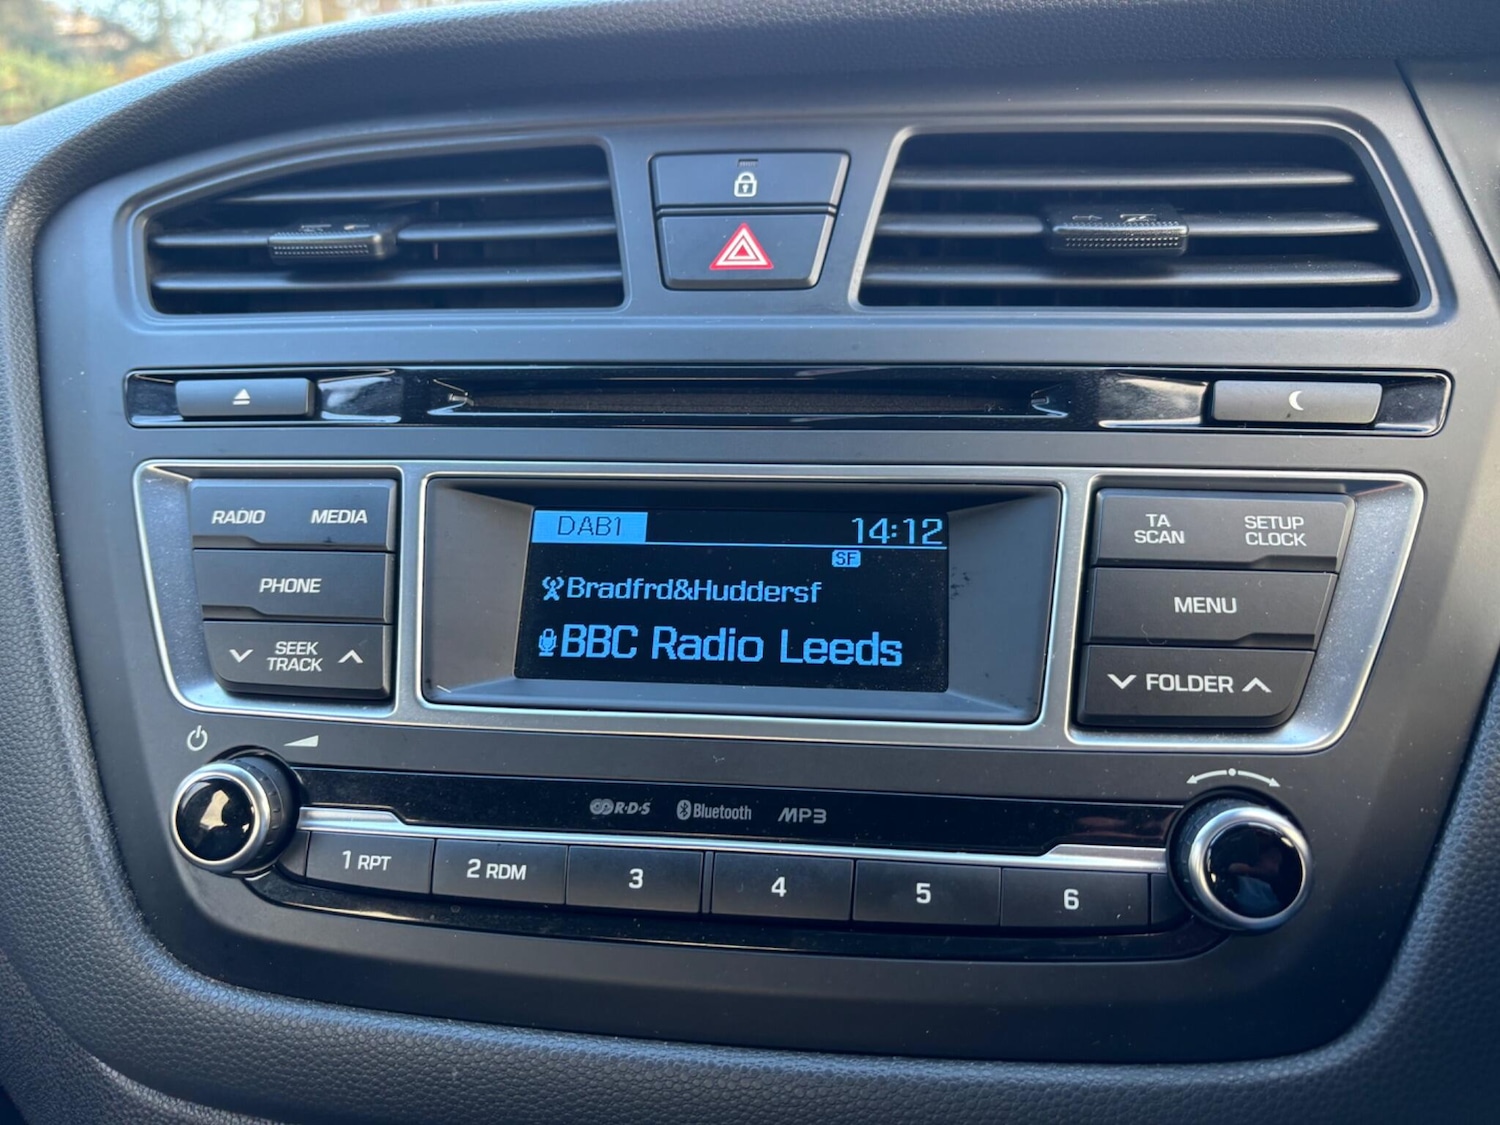 DAB1 14:12
SF
Bradfrd&Huddersf
BBC Radio Leeds
RADIO MEDIA
PHONE
SEEK
TRACK
TA
SCAN
SETUP
CLOCK
MENU
FOLDER
R·D·S Bluetooth MP3
1 RPT 2 RDM 3 4 5 6